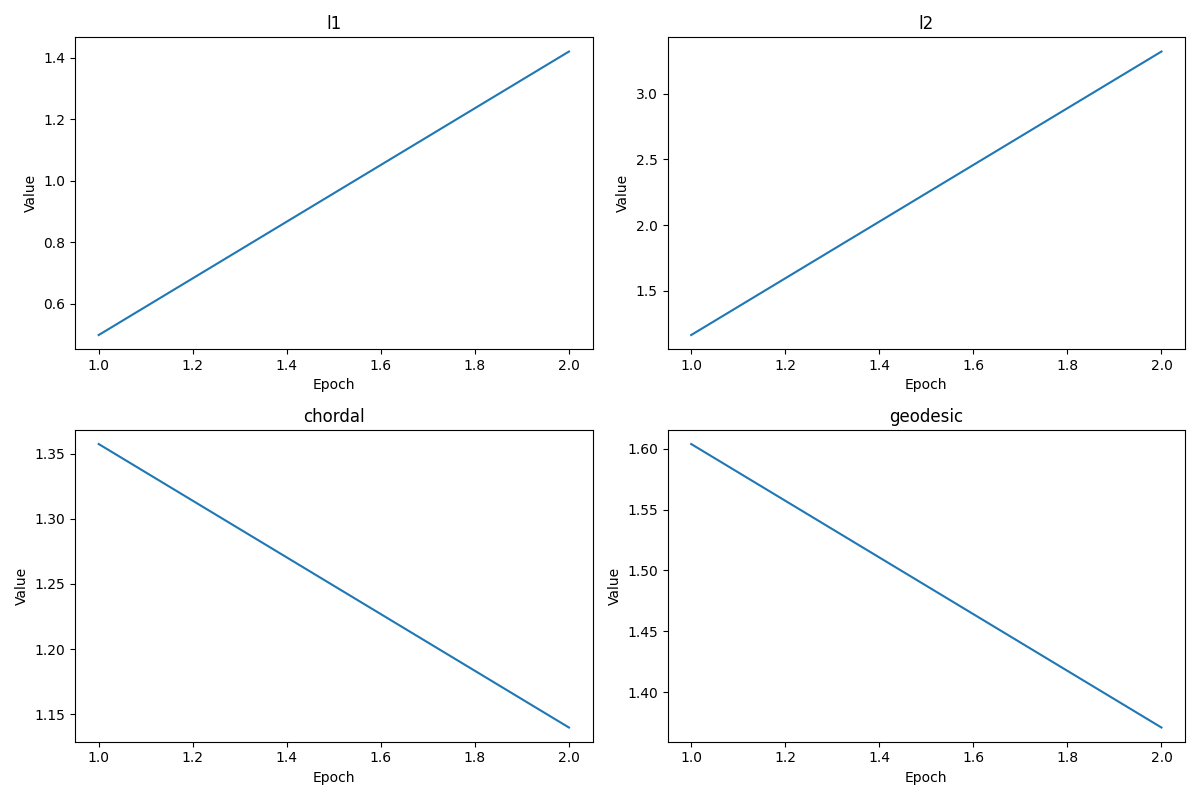 l1
1.4
1.2
1.0
0.8
0.6
Value
1.0 1.2 1.4 1.6 1.8 2.0
Epoch
l2
3.0
2.5
2.0
1.5
Value
1.0 1.2 1.4 1.6 1.8 2.0
Epoch
chordal
1.35
1.30
1.25
1.20
1.15
Value
1.0 1.2 1.4 1.6 1.8 2.0
Epoch
geodesic
1.60
1.55
1.50
1.45
1.40
Value
1.0 1.2 1.4 1.6 1.8 2.0
Epoch